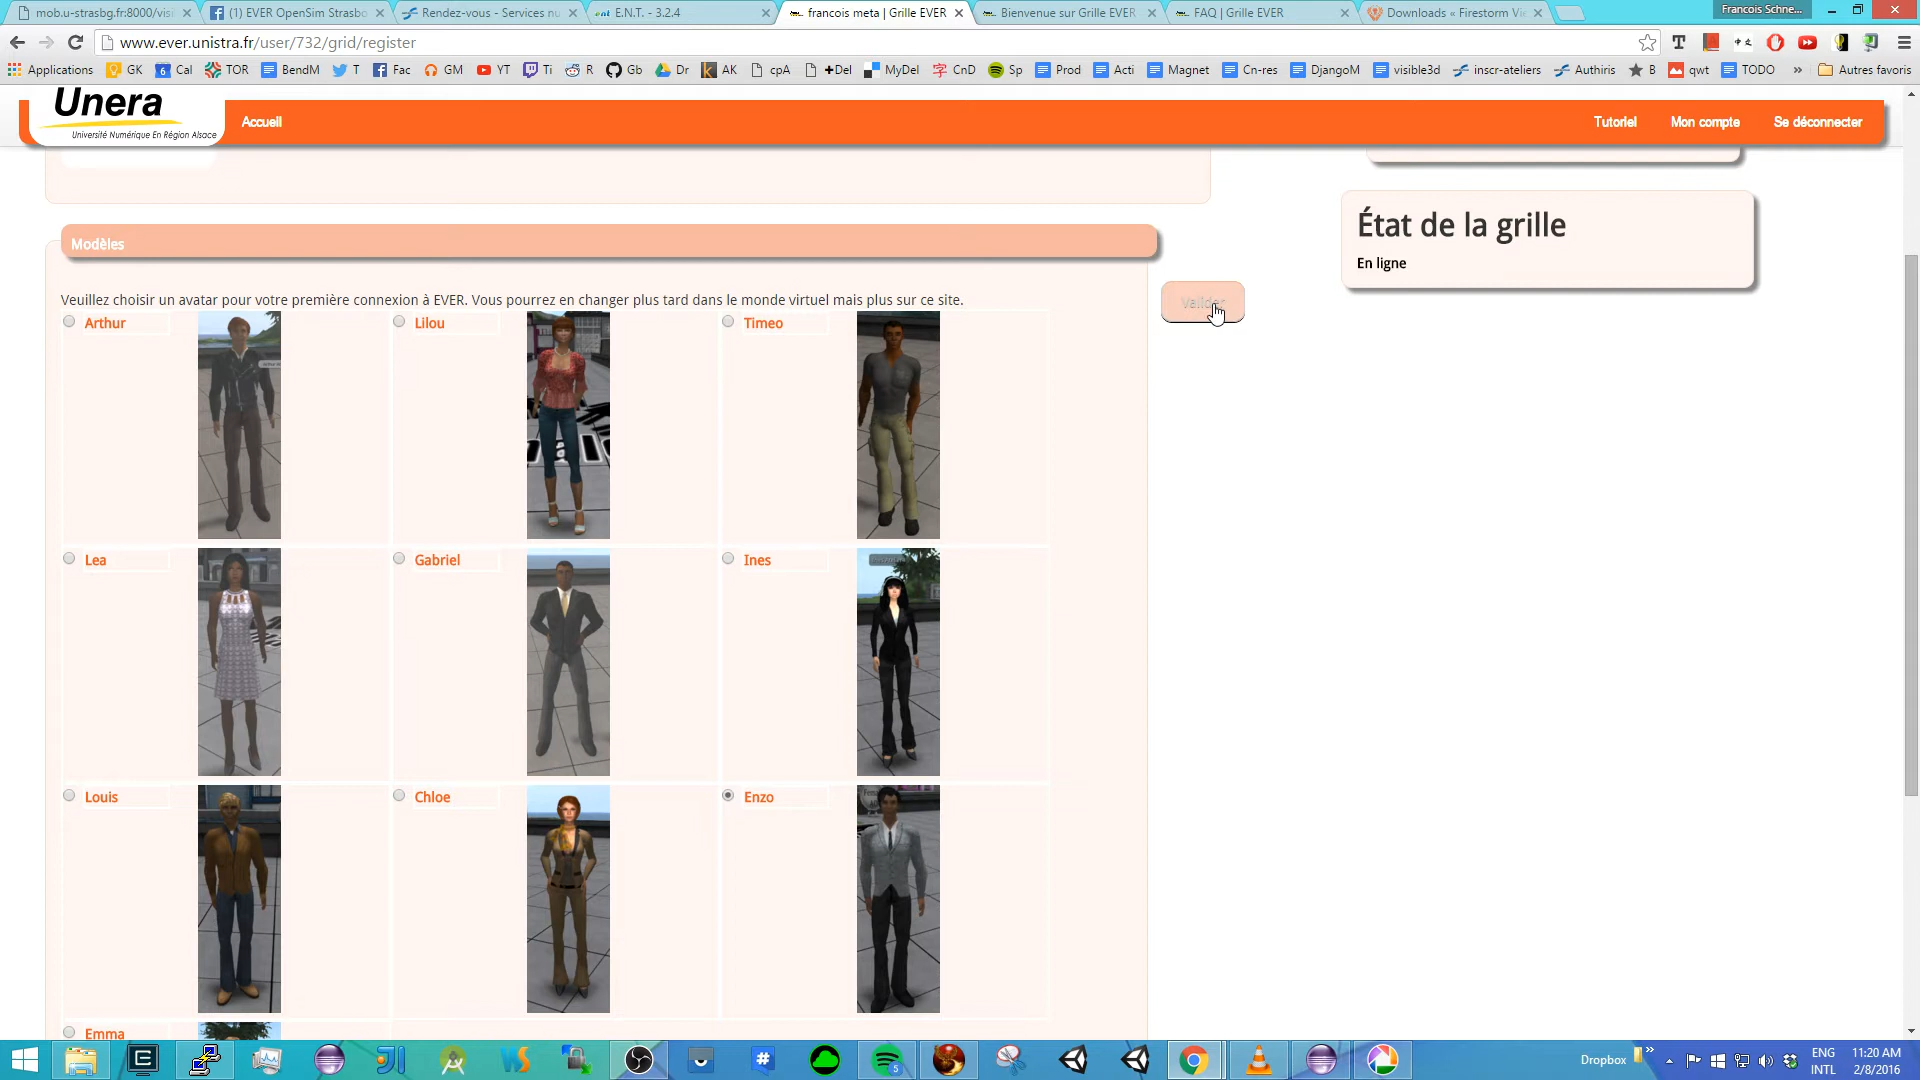 mob.u-strasbg.fr:8000/visi
(1) EVER OpenSim Strasbo
Rendez-vous - Services nu
E.N.T. - 3.2.4
francois meta | Grille EVER
Bienvenue sur Grille EVER
FAQ | Grille EVER
Downloads « Firestorm Vie
Francois Schne...
www.ever.unistra.fr/user/732/grid/register
Applications GK Cal TOR BendM T Fac GM YT Ti R Gb Dr AK cpA +Del MyDel CnD Sp Prod Acti Magnet Cn-res DjangoM visible3d inscr-ateliers Authiris B qwt TODO » Autres favoris
Unera
Université Numérique En Région Alsace
Accueil
Tutoriel
Mon compte
Se déconnecter
État de la grille
En ligne
Modèles
Veuillez choisir un avatar pour votre première connexion à EVER. Vous pourrez en changer plus tard dans le monde virtuel mais plus sur ce site.
Valider
Arthur
Lilou
Timeo
Lea
Gabriel
Ines
Louis
Chloe
Enzo
Emma
Dropbox
ENG
INTL
11:20 AM
2/8/2016